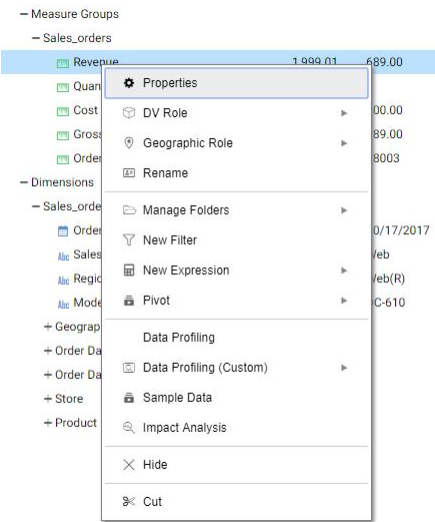 Measure Groups
Sales_orders
Revenue 1,999.01 689.00
Properties
Quan
DV Role
Cost 00.00
Gross 89.00
Geographic Role
Order 8003
Rename
Dimensions
Sales_orde
Manage Folders
Order 0/17/2017
New Filter
Abc Sales Veb
Abc Regio Veb(R)
New Expression
Abc Mode C-610
Pivot
Geograp
Data Profiling
Order Da
Data Profiling (Custom)
Order Da
Store
Sample Data
Product
Impact Analysis
Hide
Cut